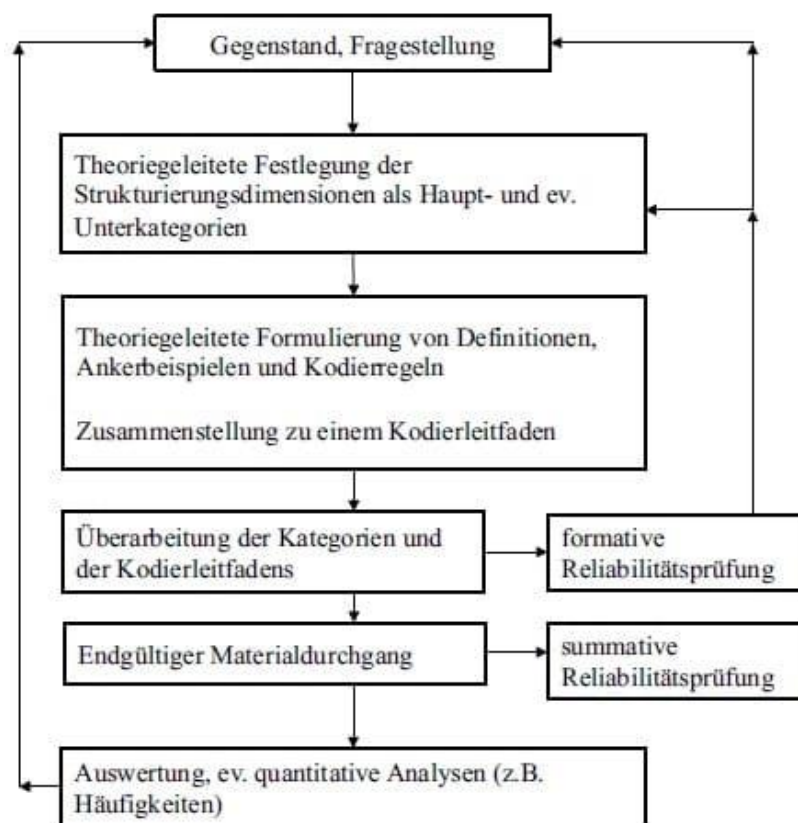 Gegenstand, Fragestellung
Theoriegeleitete Festlegung der
Strukturierungsdimensionen als Haupt- und ev.
Unterkategorien
Theoriegeleitete Formulierung von Definitionen,
Ankerbeispielen und Kodierregeln
Zusammenstellung zu einem Kodierleitfaden
Überarbeitung der Kategorien und
der Kodierleitfadens
formative
Reliabilitätsprüfung
Endgültiger Materialdurchgang
summative
Reliabilitätsprüfung
Auswertung, ev. quantitative Analysen (z.B.
Häufigkeiten)